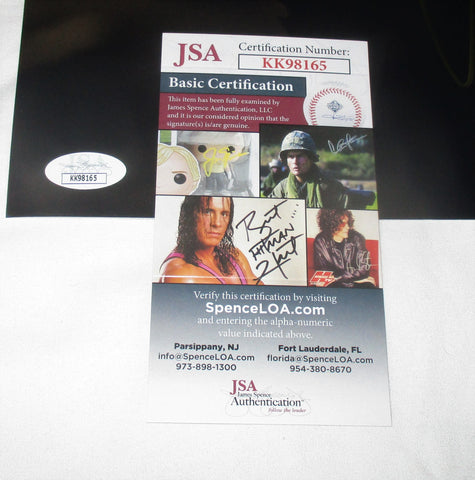 JSA
Certification Number:
KK98165
Basic Certification
This item has been fully examined by
James Spence Authentication, LLC
and it is our considered opinion that the
signature(s) is/are genuine.
KK98165
Bret
HITMAN
Hart
Verify this certification by visiting
SpenceLOA.com
and entering the alpha-numeric
value indicated above.
Parsippany, NJ
info@SpenceLOA.com
973-898-1300
Fort Lauderdale, FL
florida@SpenceLOA.com
954-380-8670
JSA
James Spence
Authentication
follow the leader